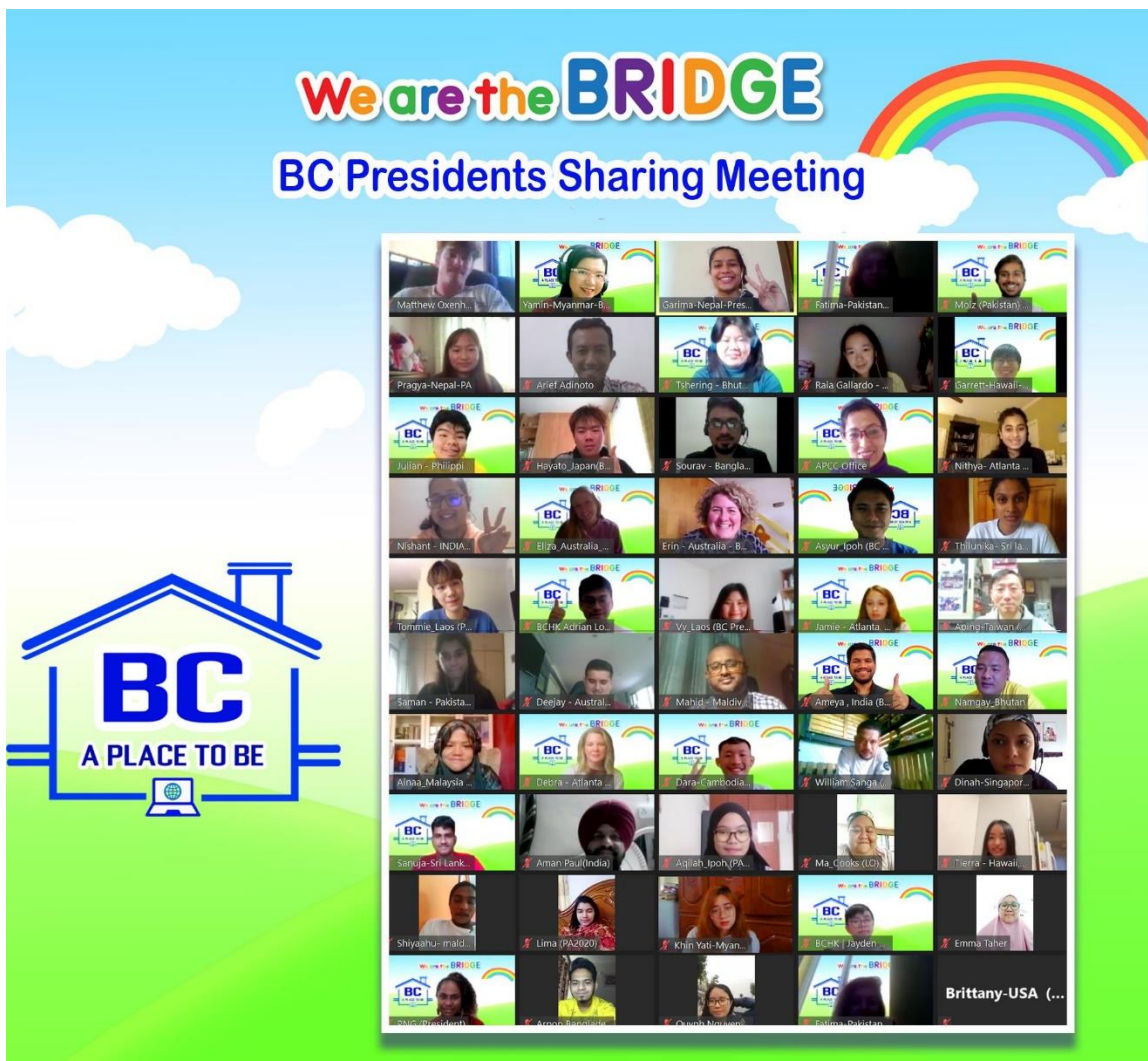 We are the BRIDGE
BC Presidents Sharing Meeting
Matthew Oxenh...
Yamin-Myanmar-B...
Garima-Nepal-Pres...
Fatima-Pakistan...
Moiz (Pakistan)
Pragya-Nepal-PA
Arief Adinoto
Tshering - Bhut...
Raia Gallardo - ...
Garrett-Hawaii-...
Julian - Philippi
Hayato_Japan(B...
Sourav - Bangla...
APCC Office
Nithya- Atlanta ...
Nishant - INDIA...
Eliza_Australia_...
Erin - Australia - B...
Asyur_Ipoh (BC ...
Thilunika- Sri la...
Tommie_Laos (P...
BCHK Adrian Lo...
Vy_Laos (BC Pre...
Jamie - Atlanta, ...
Aping-Taiwan (...
Saman - Pakista...
Deejay - Austral...
Mahid - Maldiv...
Ameya , India (B...
Namgay_Bhutan
Ainaa_Malaysia ...
Debra - Atlanta ...
Dara-Cambodia...
William Sanga (...
Dinah-Singapor...
Sanuja-Sri Lank...
Aman Paul(India)
Aqilah_Ipoh (PA...
Ma_Cooks (LO)
Tierra - Hawaii...
Shiyaahu- mald...
Lima (PA2020)
Khin Yati-Myan...
BCHK | Jayden ...
Emma Taher
PNG (President)
Quynh Nguyen
Fatima-Pakistan
Brittany-USA (...
BC
A PLACE TO BE